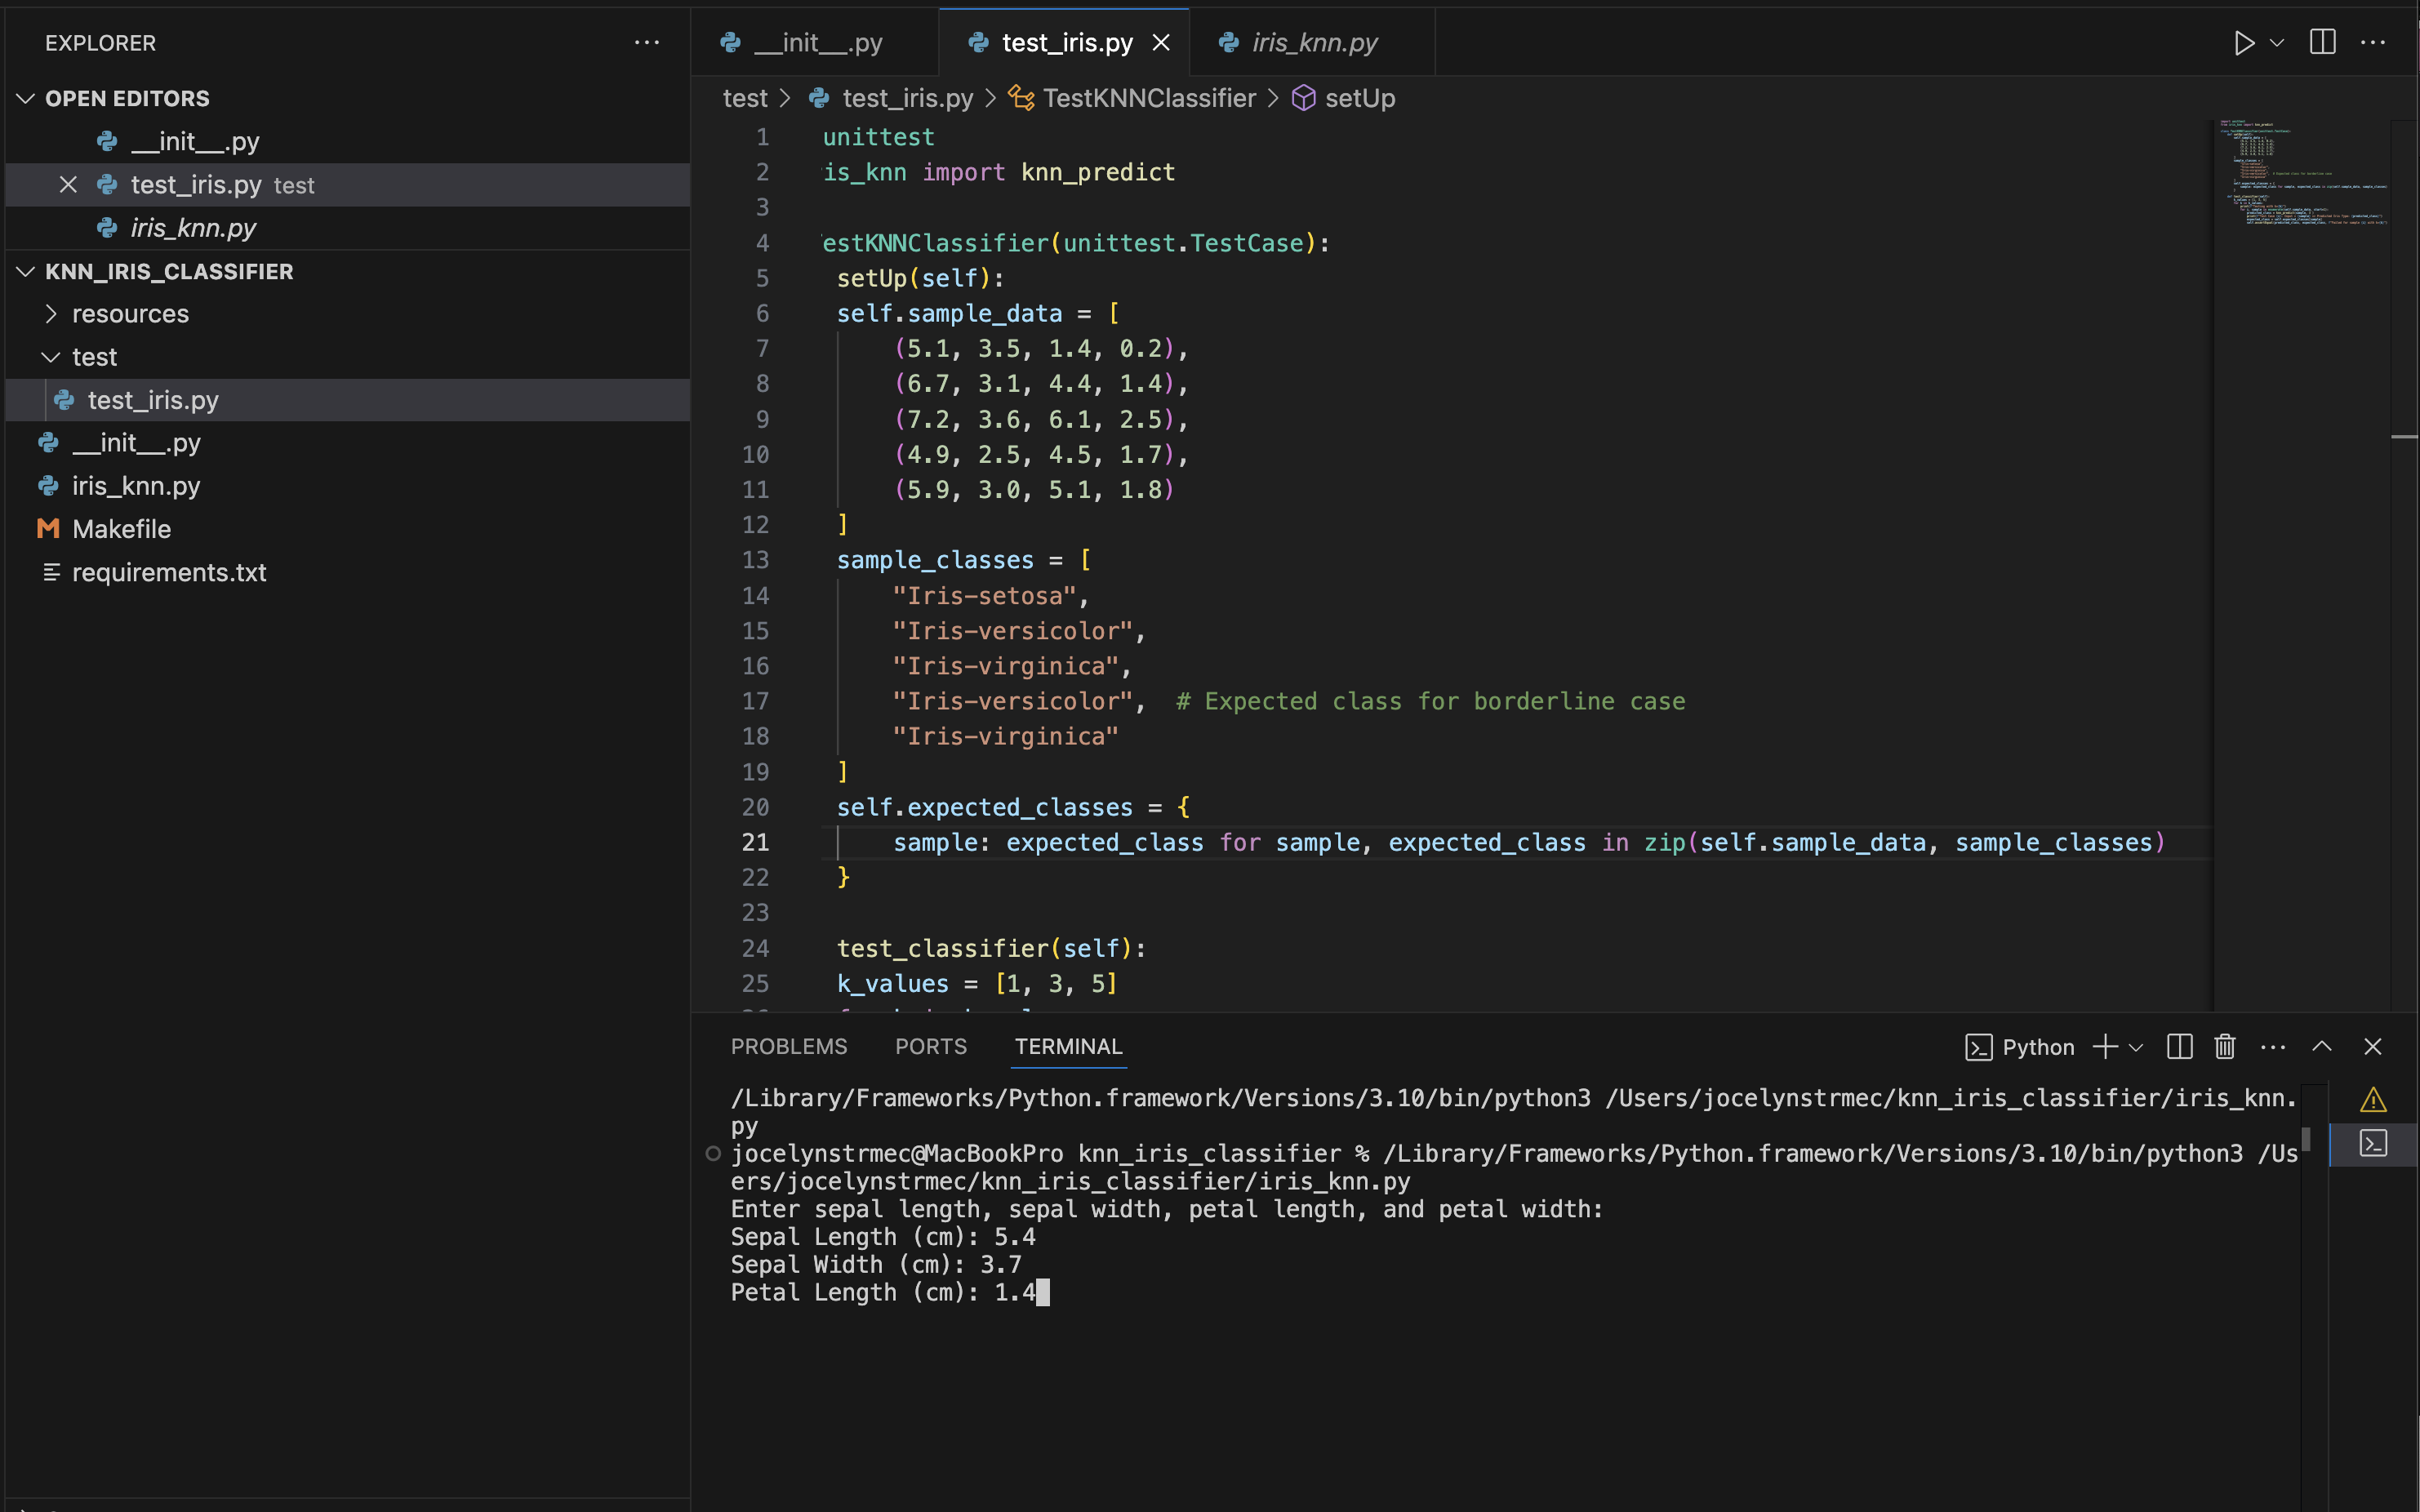 EXPLORER
OPEN EDITORS
__init__.py
test_iris.py test
iris_knn.py
KNN_IRIS_CLASSIFIER
resources
test
test_iris.py
__init__.py
iris_knn.py
Makefile
requirements.txt
__init__.py
test_iris.py
iris_knn.py
test > test_iris.py > TestKNNClassifier > setUp
1 unittest
2 is_knn import knn_predict
3
4 estKNNClassifier(unittest.TestCase):
5 setUp(self):
6 self.sample_data = [
7 (5.1, 3.5, 1.4, 0.2),
8 (6.7, 3.1, 4.4, 1.4),
9 (7.2, 3.6, 6.1, 2.5),
10 (4.9, 2.5, 4.5, 1.7),
11 (5.9, 3.0, 5.1, 1.8)
12 ]
13 sample_classes = [
14 "Iris-setosa",
15 "Iris-versicolor",
16 "Iris-virginica",
17 "Iris-versicolor",  # Expected class for borderline case
18 "Iris-virginica"
19 ]
20 self.expected_classes = {
21 sample: expected_class for sample, expected_class in zip(self.sample_data, sample_classes)
22 }
23
24 test_classifier(self):
25 k_values = [1, 3, 5]
PROBLEMS PORTS TERMINAL
Python
/Library/Frameworks/Python.framework/Versions/3.10/bin/python3 /Users/jocelynstrmec/knn_iris_classifier/iris_knn.
py
jocelynstrmec@MacBookPro knn_iris_classifier % /Library/Frameworks/Python.framework/Versions/3.10/bin/python3 /Us
ers/jocelynstrmec/knn_iris_classifier/iris_knn.py
Enter sepal length, sepal width, petal length, and petal width:
Sepal Length (cm): 5.4
Sepal Width (cm): 3.7
Petal Length (cm): 1.4